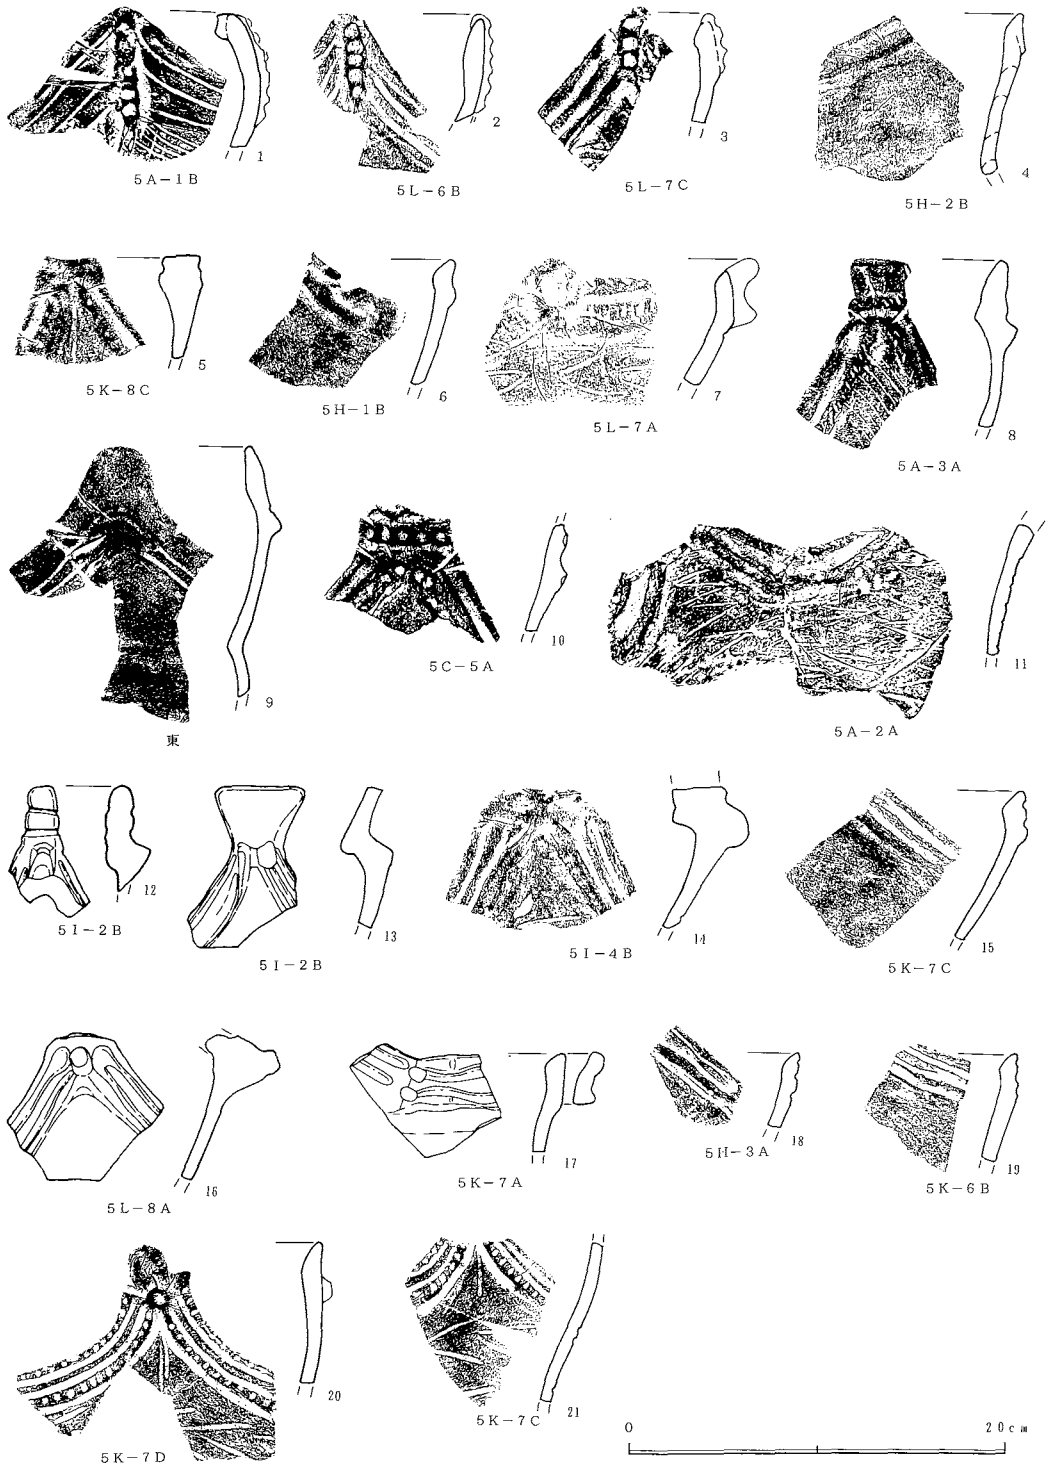 1
5A-1B
2
5L-6B
3
5L-7C
4
5H-2B
5
5K-8C
6
5H-1B
7
5L-7A
8
5A-3A
9
東
10
5C-5A
11
5A-2A
12
5I-2B
13
5I-2B
14
5I-4B
15
5K-7C
16
5L-8A
17
5K-7A
18
5H-3A
19
5K-6B
20
5K-7D
21
5K-7C
0 20cm